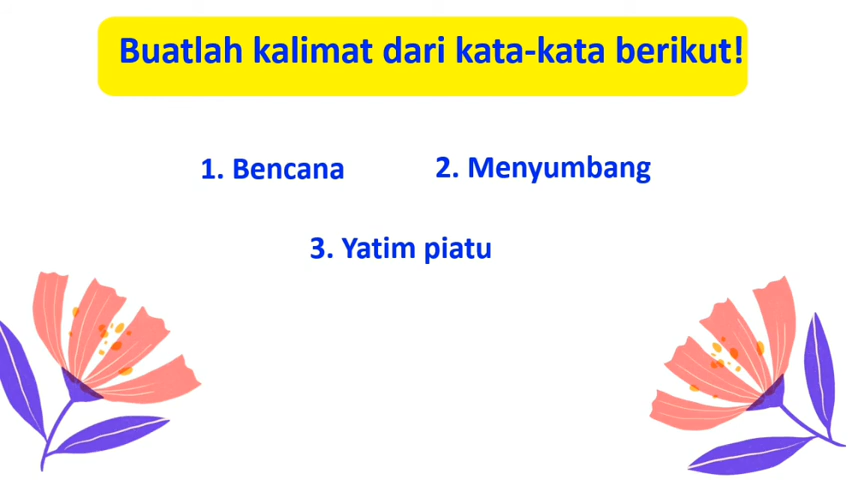 Buatlah kalimat dari kata-kata berikut!
1. Bencana
2. Menyumbang
3. Yatim piatu